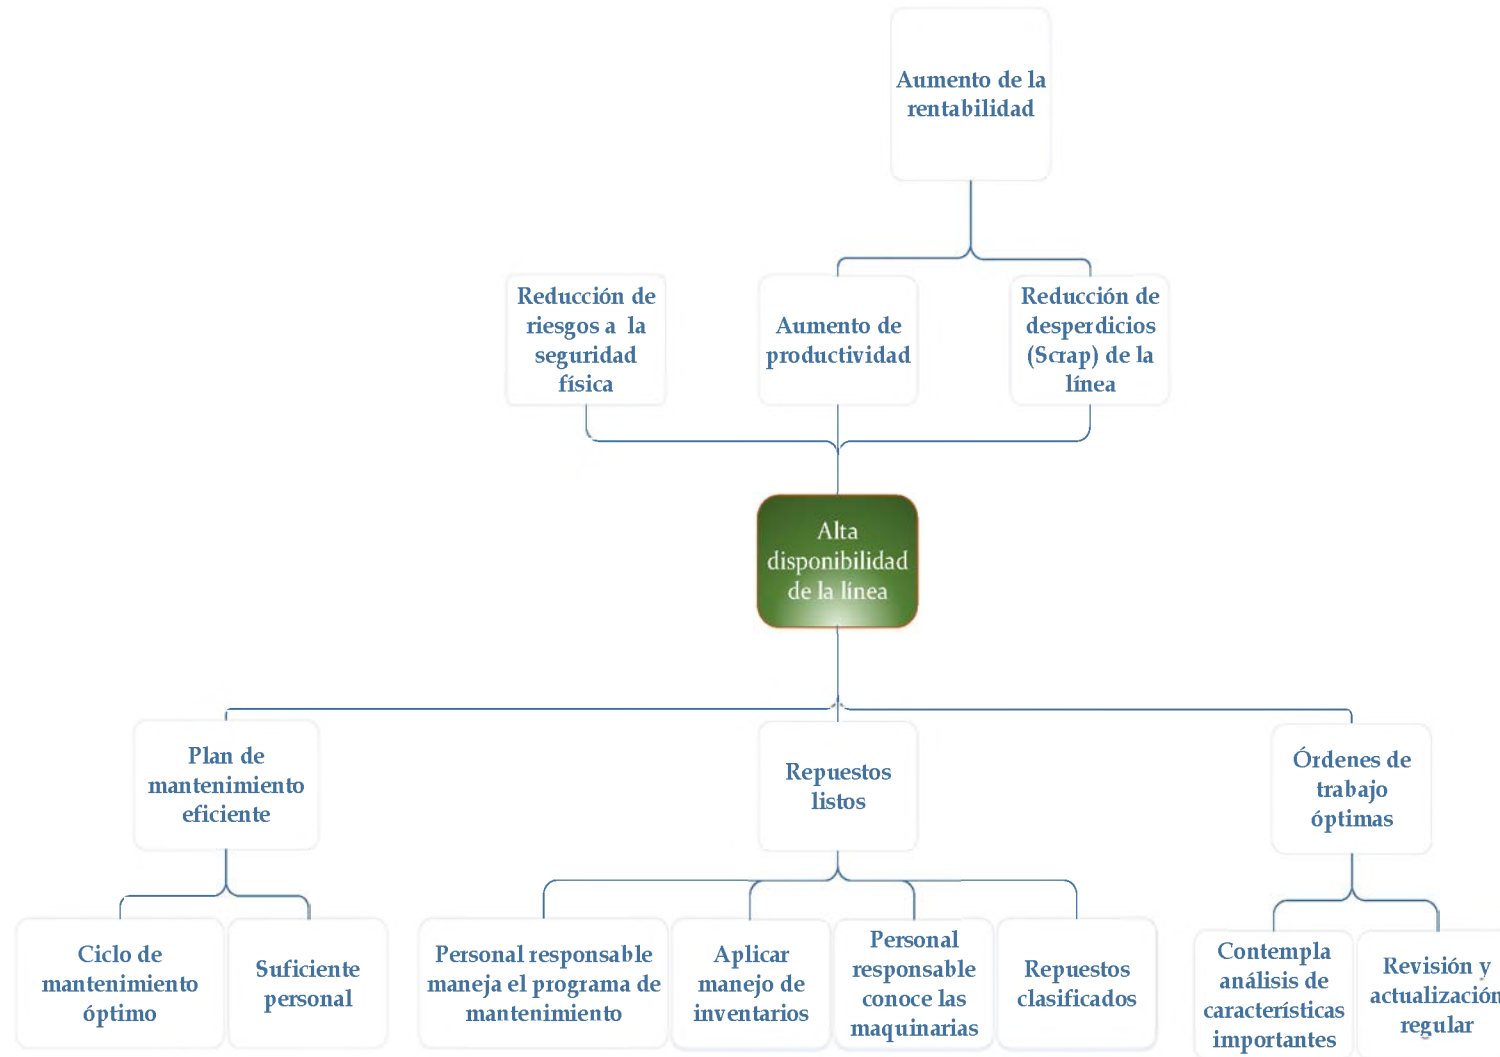 Aumento de la
rentabilidad
Reducción de
riesgos a la
seguridad
física
Aumento de
productividad
Reducción de
desperdicios
(Scrap) de la
línea
Alta
disponibilidad
de la línea
Plan de
mantenimiento
eficiente
Repuestos
listos
Órdenes de
trabajo
óptimas
Ciclo de
mantenimiento
óptimo
Suficiente
personal
Personal responsable
maneja el programa de
mantenimiento
Aplicar
manejo de
inventarios
Personal
responsable
conoce las
maquinarias
Repuestos
clasificados
Contempla
análisis de
características
importantes
Revisión y
actualización
regular